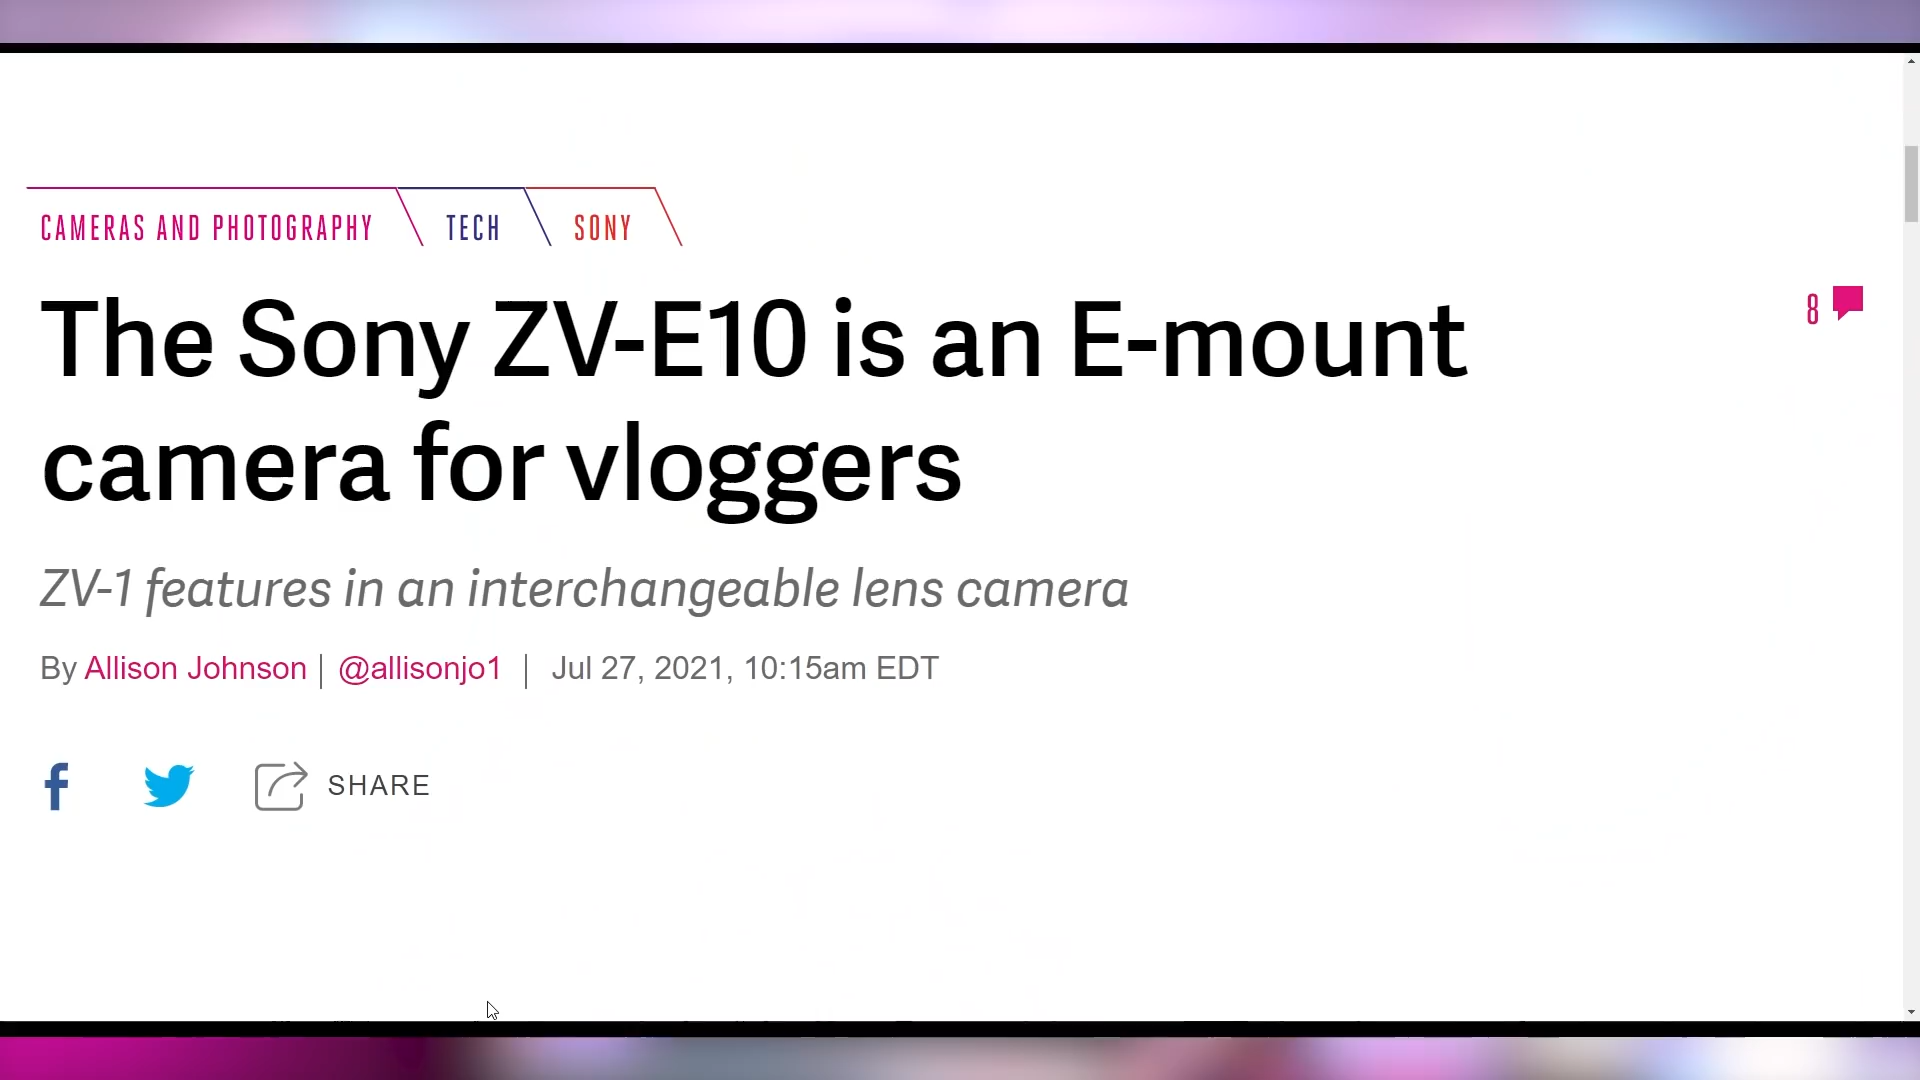 CAMERAS AND PHOTOGRAPHY TECH SONY
The Sony ZV-E10 is an E-mount
camera for vloggers
8
ZV-1 features in an interchangeable lens camera
By Allison Johnson | @allisonjo1 | Jul 27, 2021, 10:15am EDT
SHARE